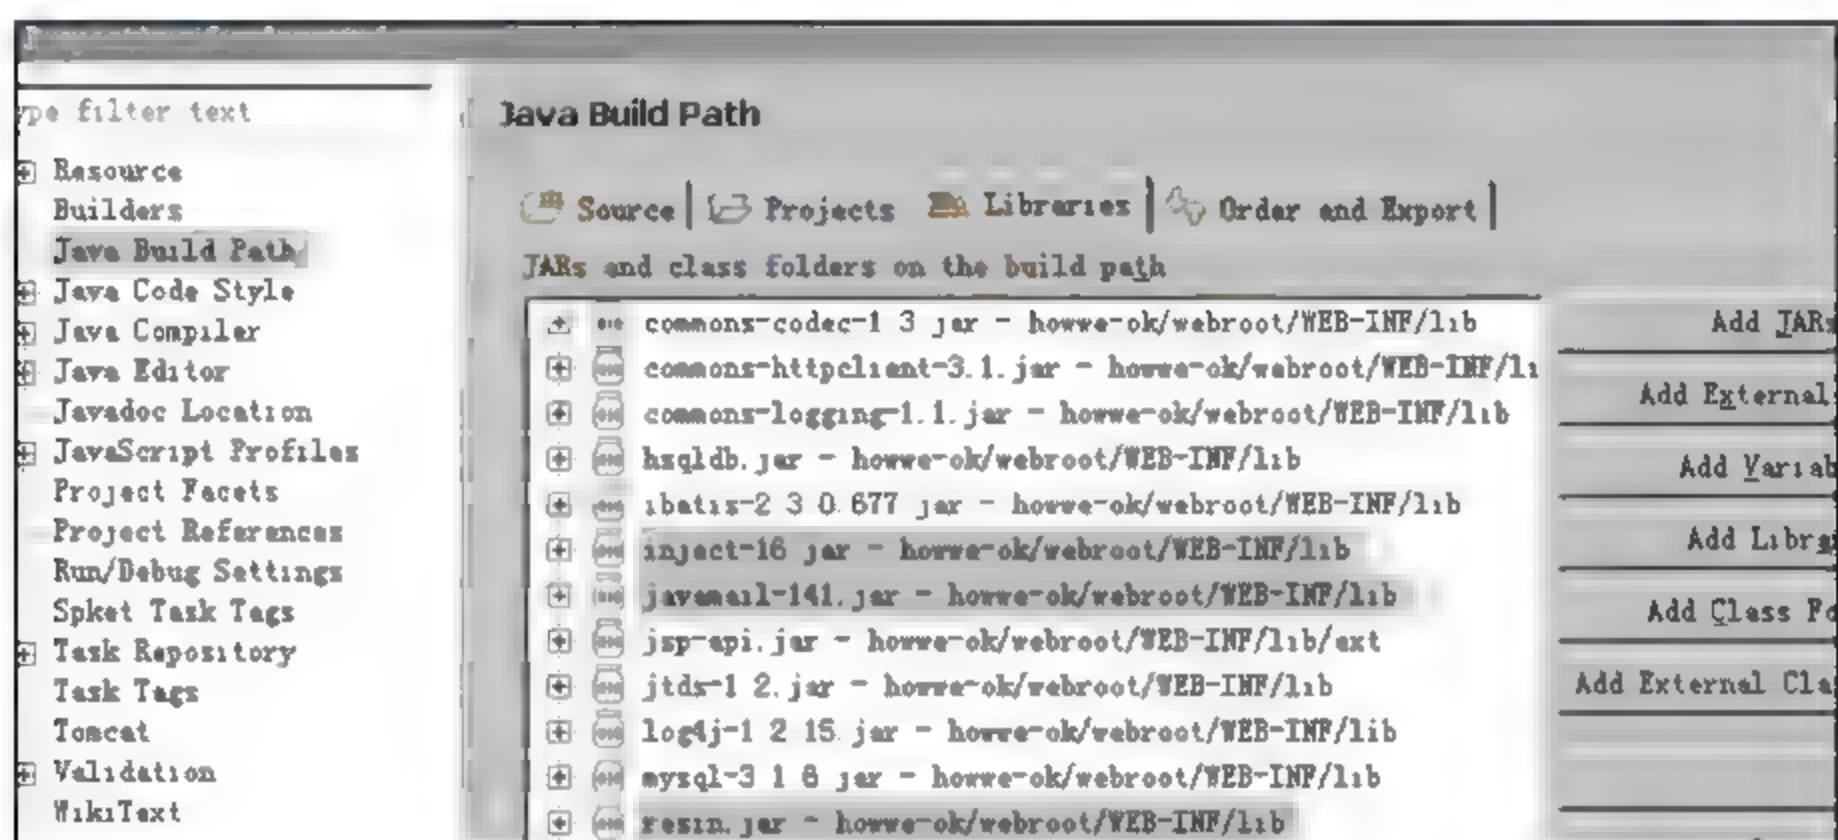 ype filter text
Resource
Builders
Java Build Path
Java Code Style
Java Compiler
Java Editor
Javadoc Location
JavaScript Profiles
Project Facets
Project References
Run/Debug Settings
Spket Task Tags
Task Repository
Task Tags
Tomcat
Validation
WikiText
Java Build Path
Source Projects Libraries Order and Export
JARs and class folders on the build path
commons-codec-1.3.jar - howwe-ok/webroot/WEB-INF/lib
commons-httpclient-3.1.jar - howwe-ok/webroot/WEB-INF/li
commons-logging-1.1.jar - howwe-ok/webroot/WEB-INF/lib
hsqldb.jar - howwe-ok/webroot/WEB-INF/lib
ibatis-2.3.0.677.jar - howwe-ok/webroot/WEB-INF/lib
inject-16.jar - howwe-ok/webroot/WEB-INF/lib
javamail-141.jar - howwe-ok/webroot/WEB-INF/lib
jsp-api.jar - howwe-ok/webroot/WEB-INF/lib/ext
jtds-1.2.jar - howwe-ok/webroot/WEB-INF/lib
log4j-1.2.15.jar - howwe-ok/webroot/WEB-INF/lib
mysql-3.1.8.jar - howwe-ok/webroot/WEB-INF/lib
resin.jar - howwe-ok/webroot/WEB-INF/lib
Add JARs
Add External
Add Variab
Add Libra
Add Class Fo
Add External Cla